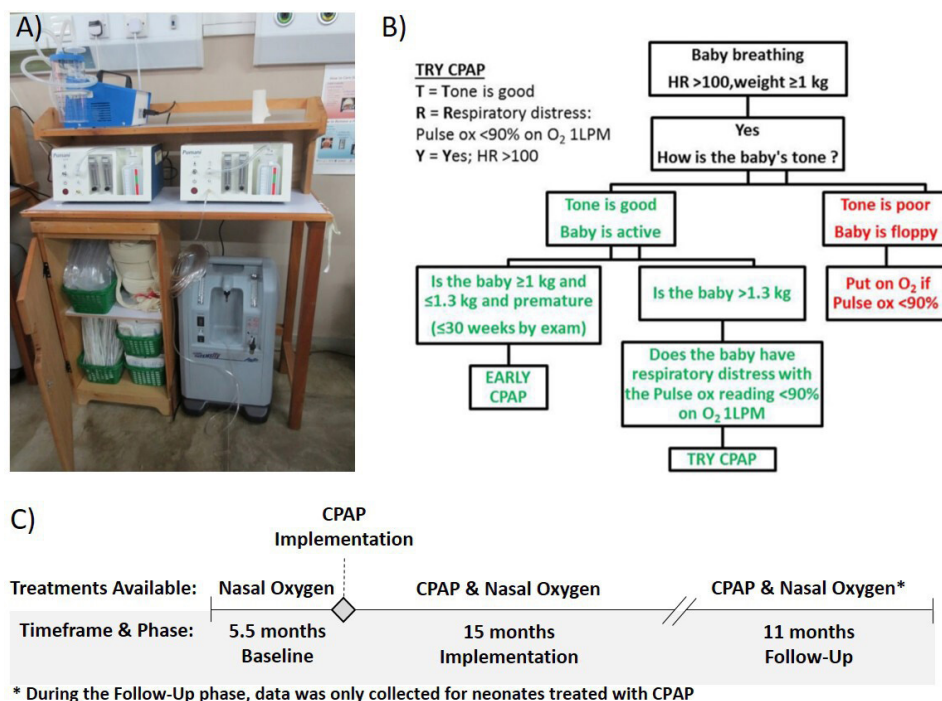 A)
Pumani
Pumani
B)
TRY CPAP
T = Tone is good
R = Respiratory distress:
Pulse ox <90% on O₂ 1LPM
Y = Yes; HR >100
Baby breathing
HR >100,weight ≥1 kg
Yes
How is the baby's tone ?
Tone is good
Baby is active
Tone is poor
Baby is floppy
Is the baby ≥1 kg and
≤1.3 kg and premature
(≤30 weeks by exam)
Is the baby >1.3 kg
Put on O₂ if
Pulse ox <90%
EARLY
CPAP
Does the baby have
respiratory distress with
the Pulse ox reading <90%
on O₂ 1LPM
TRY CPAP
C)
CPAP
Implementation
Treatments Available: Nasal Oxygen CPAP & Nasal Oxygen CPAP & Nasal Oxygen*
Timeframe & Phase: 5.5 months 15 months 11 months
Baseline Implementation Follow-Up
* During the Follow-Up phase, data was only collected for neonates treated with CPAP